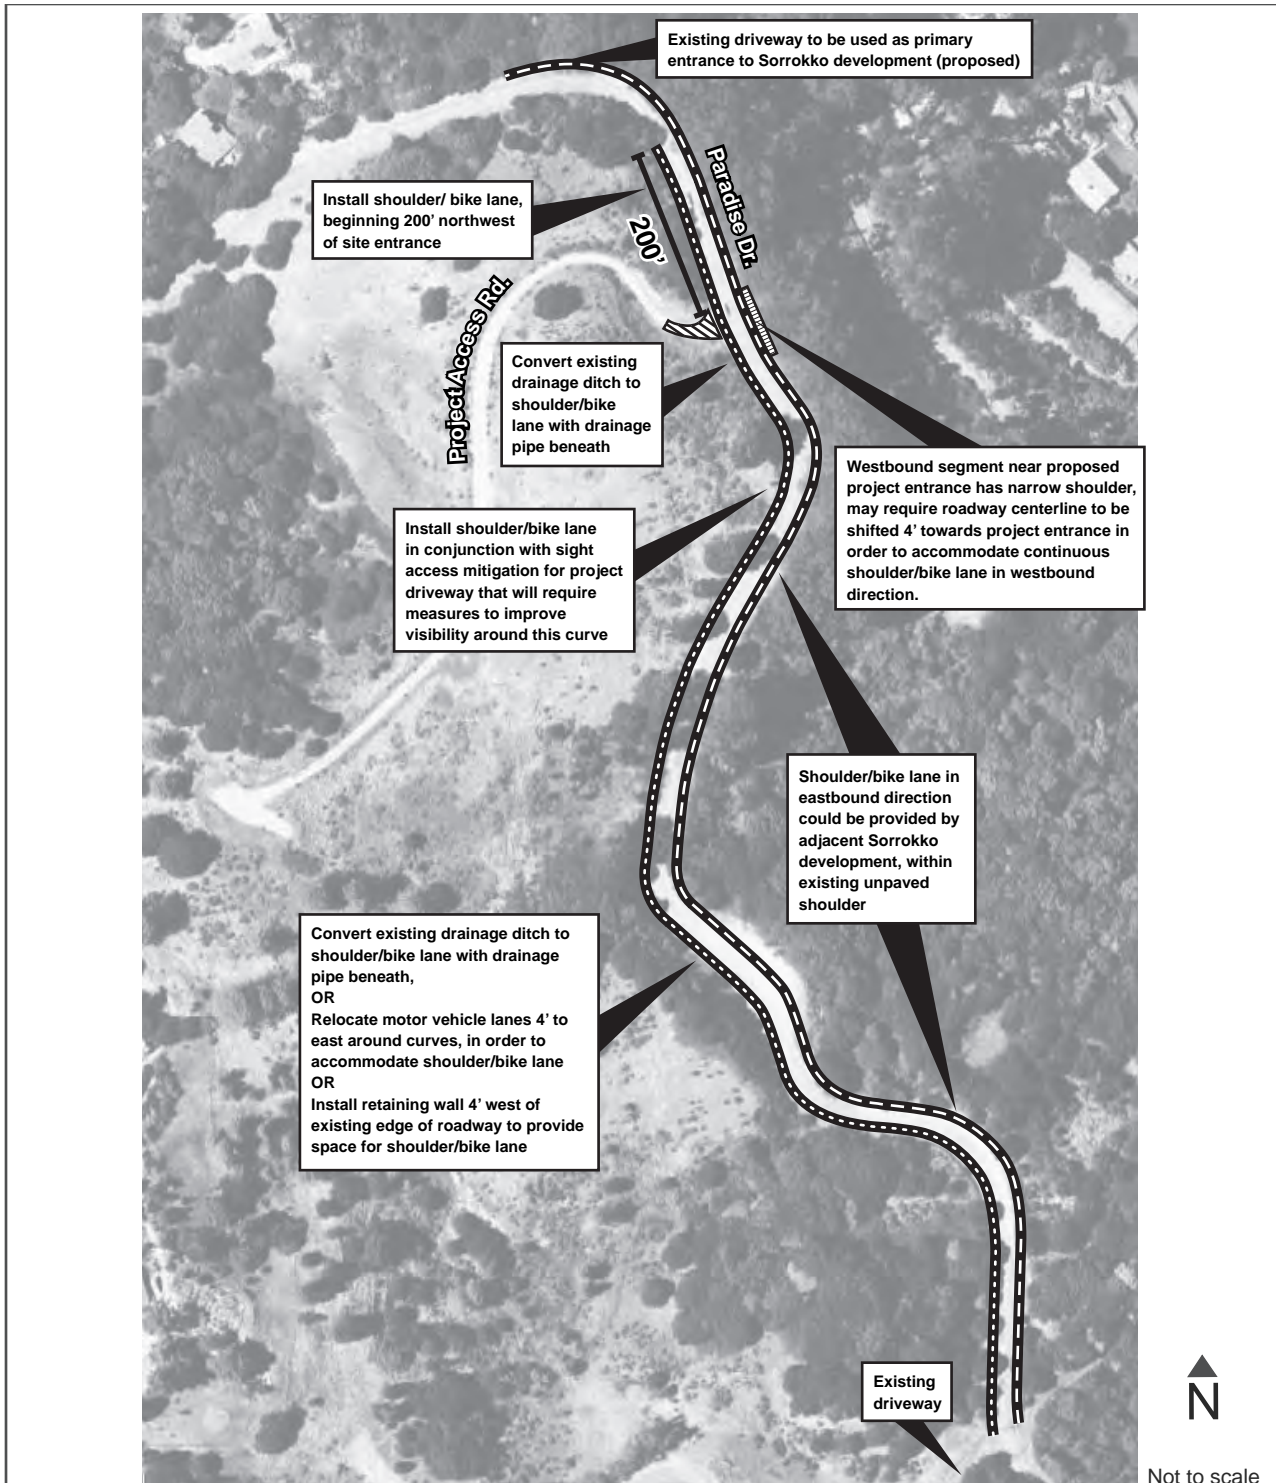 Existing driveway to be used as primary
entrance to Sorrokko development (proposed)
Paradise Dr.
Install shoulder/ bike lane,
beginning 200’ northwest
of site entrance
200’
Project Access Rd.
Convert existing
drainage ditch to
shoulder/bike
lane with drainage
pipe beneath
Westbound segment near proposed
project entrance has narrow shoulder,
may require roadway centerline to be
shifted 4’ towards project entrance in
order to accommodate continuous
shoulder/bike lane in westbound
direction.
Install shoulder/bike lane
in conjunction with sight
access mitigation for project
driveway that will require
measures to improve
visibility around this curve
Shoulder/bike lane in
eastbound direction
could be provided by
adjacent Sorrokko
development, within
existing unpaved
shoulder
Convert existing drainage ditch to
shoulder/bike lane with drainage
pipe beneath,
OR
Relocate motor vehicle lanes 4’ to
east around curves, in order to
accommodate shoulder/bike lane
OR
Install retaining wall 4’ west of
existing edge of roadway to provide
space for shoulder/bike lane
Existing
driveway
N
Not to scale